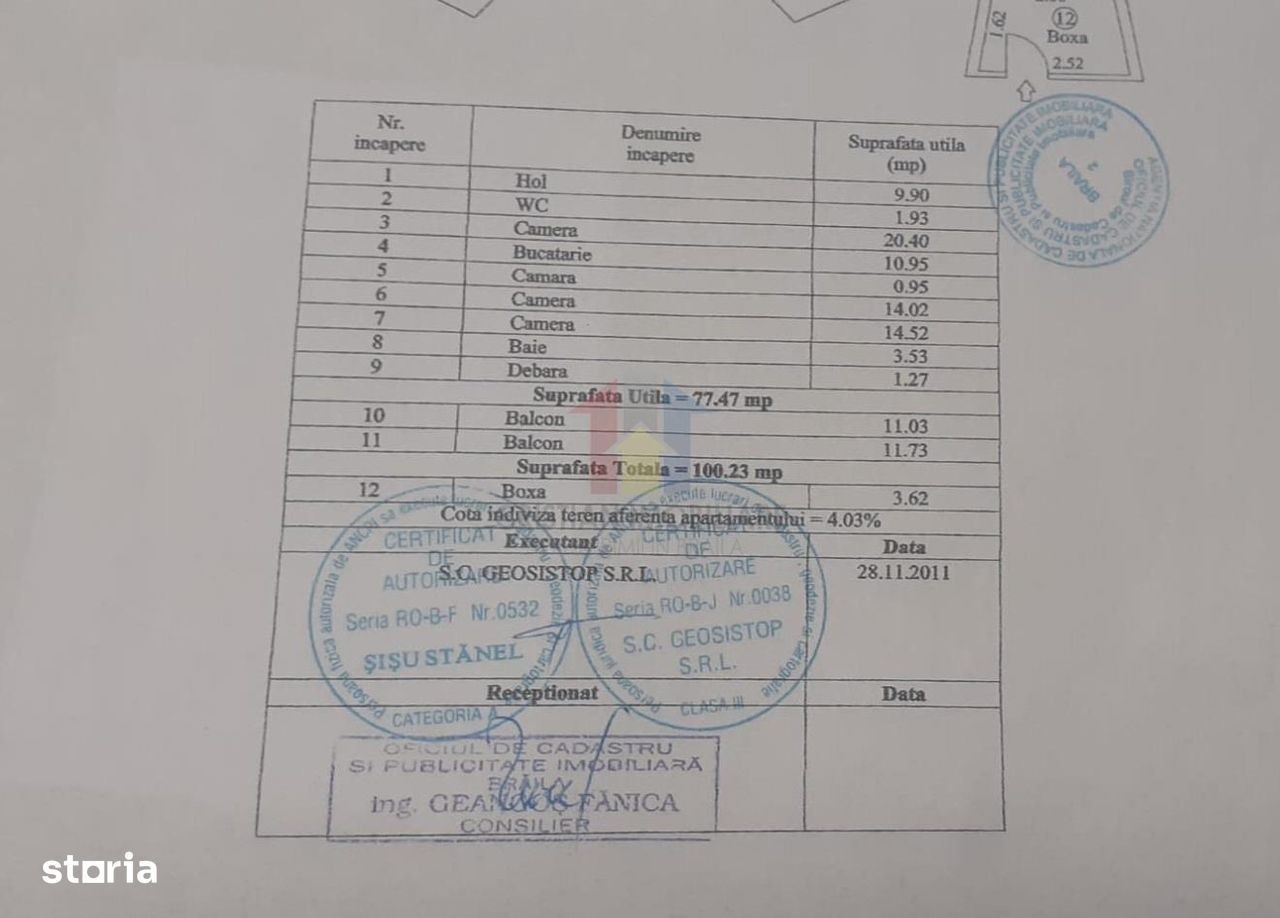 1.62
12
Boxa
2.52
Nr. incapere Denumire incapere Suprafata utila (mp)
1 Hol 9.90
2 WC 1.93
3 Camera 20.40
4 Bucatarie 10.95
5 Camara 0.95
6 Camera 14.02
7 Camera 14.52
8 Baie 3.53
9 Debara 1.27
Suprafata Utila = 77.47 mp
10 Balcon 11.03
11 Balcon 11.73
Suprafata Totala = 100.23 mp
12 Boxa 3.62
Cota indiviza teren aferenta apartamentului = 4.03%
Executant Data
S.C. GEOSISTOP S.R.L. 28.11.2011
CERTIFICAT
DE
AUTORIZARE
Seria RO-B-F Nr.0532
ȘIȘU STĂNEL
CATEGORIA A
CERTIFICAT
DE
AUTORIZARE
Seria RO-B-J Nr.0038
S.C. GEOSISTOP
S.R.L.
CLASA III
Receptionat Data
OFICIUL DE CADASTRU
SI PUBLICITATE IMOBILIARĂ
BRĂILA
ing. FĂNICA
CONSILIER
BRAILA
2
storia